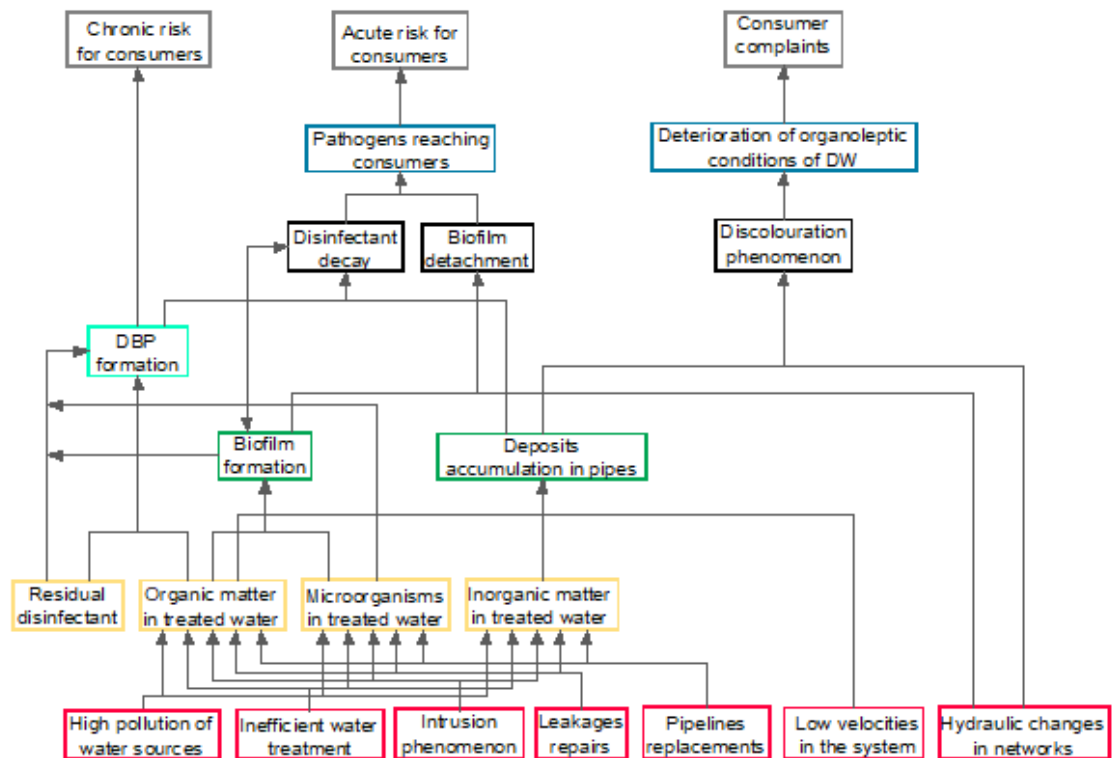 Chronic risk
for consumers
Acute risk for
consumers
Consumer
complaints
Pathogens reaching
consumers
Deterioration of organoleptic
conditions of DW
Disinfectant
decay
Biofilm
detachment
Discolouration
phenomenon
DBP
formation
Biofilm
formation
Deposits
accumulation in pipes
Residual
disinfectant
Organic matter
in treated water
Microorganisms
in treated water
Inorganic matter
in treated water
High pollution of
water sources
Inefficient water
treatment
Intrusion
phenomenon
Leakages
repairs
Pipelines
replacements
Low velocities
in the system
Hydraulic changes
in networks